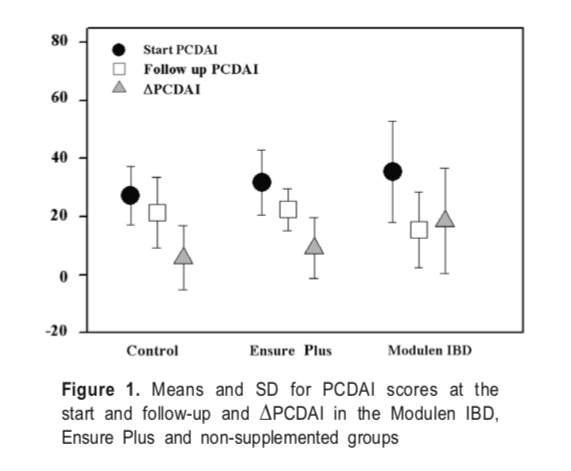 80
Start PCDAI
Follow up PCDAI
ΔPCDAI
60
40
20
0
-20
Control Ensure Plus Modulen IBD
Figure 1. Means and SD for PCDAI scores at the
start and follow-up and ΔPCDAI in the Modulen IBD,
Ensure Plus and non-supplemented groups